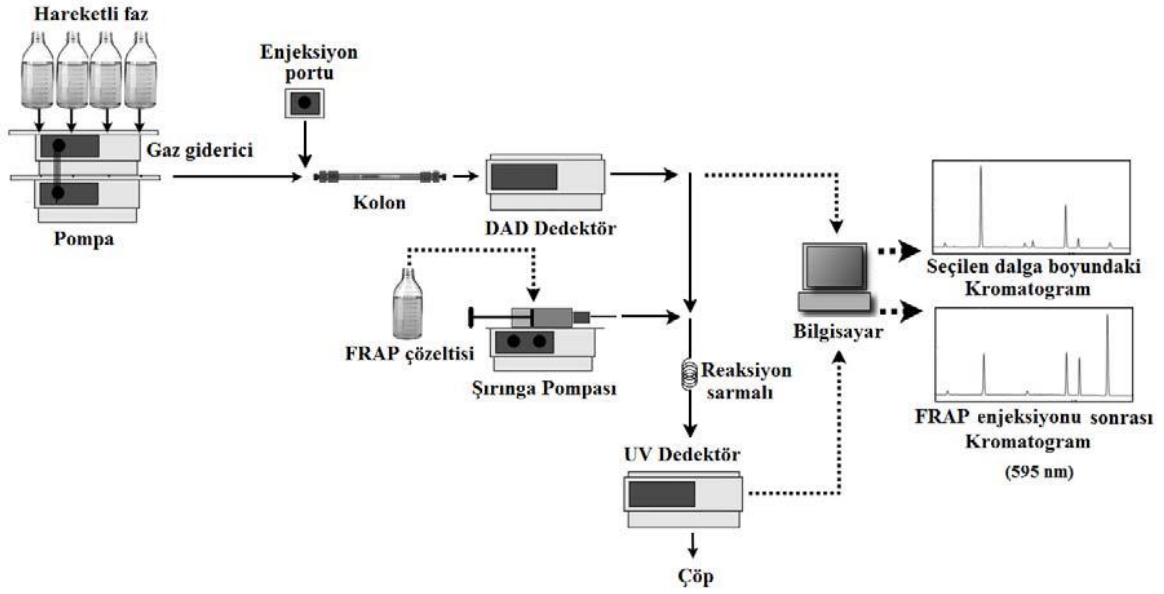 Hareketli faz
Enjeksiyon
portu
Gaz giderici
Pompa
Kolon
DAD Dedektör
FRAP çözeltisi
Şırınga Pompası
Reaksiyon
sarmalı
UV Dedektör
Çöp
Bilgisayar
Seçilen dalga boyundaki
Kromatogram
FRAP enjeksiyonu sonrası
Kromatogram
(595 nm)